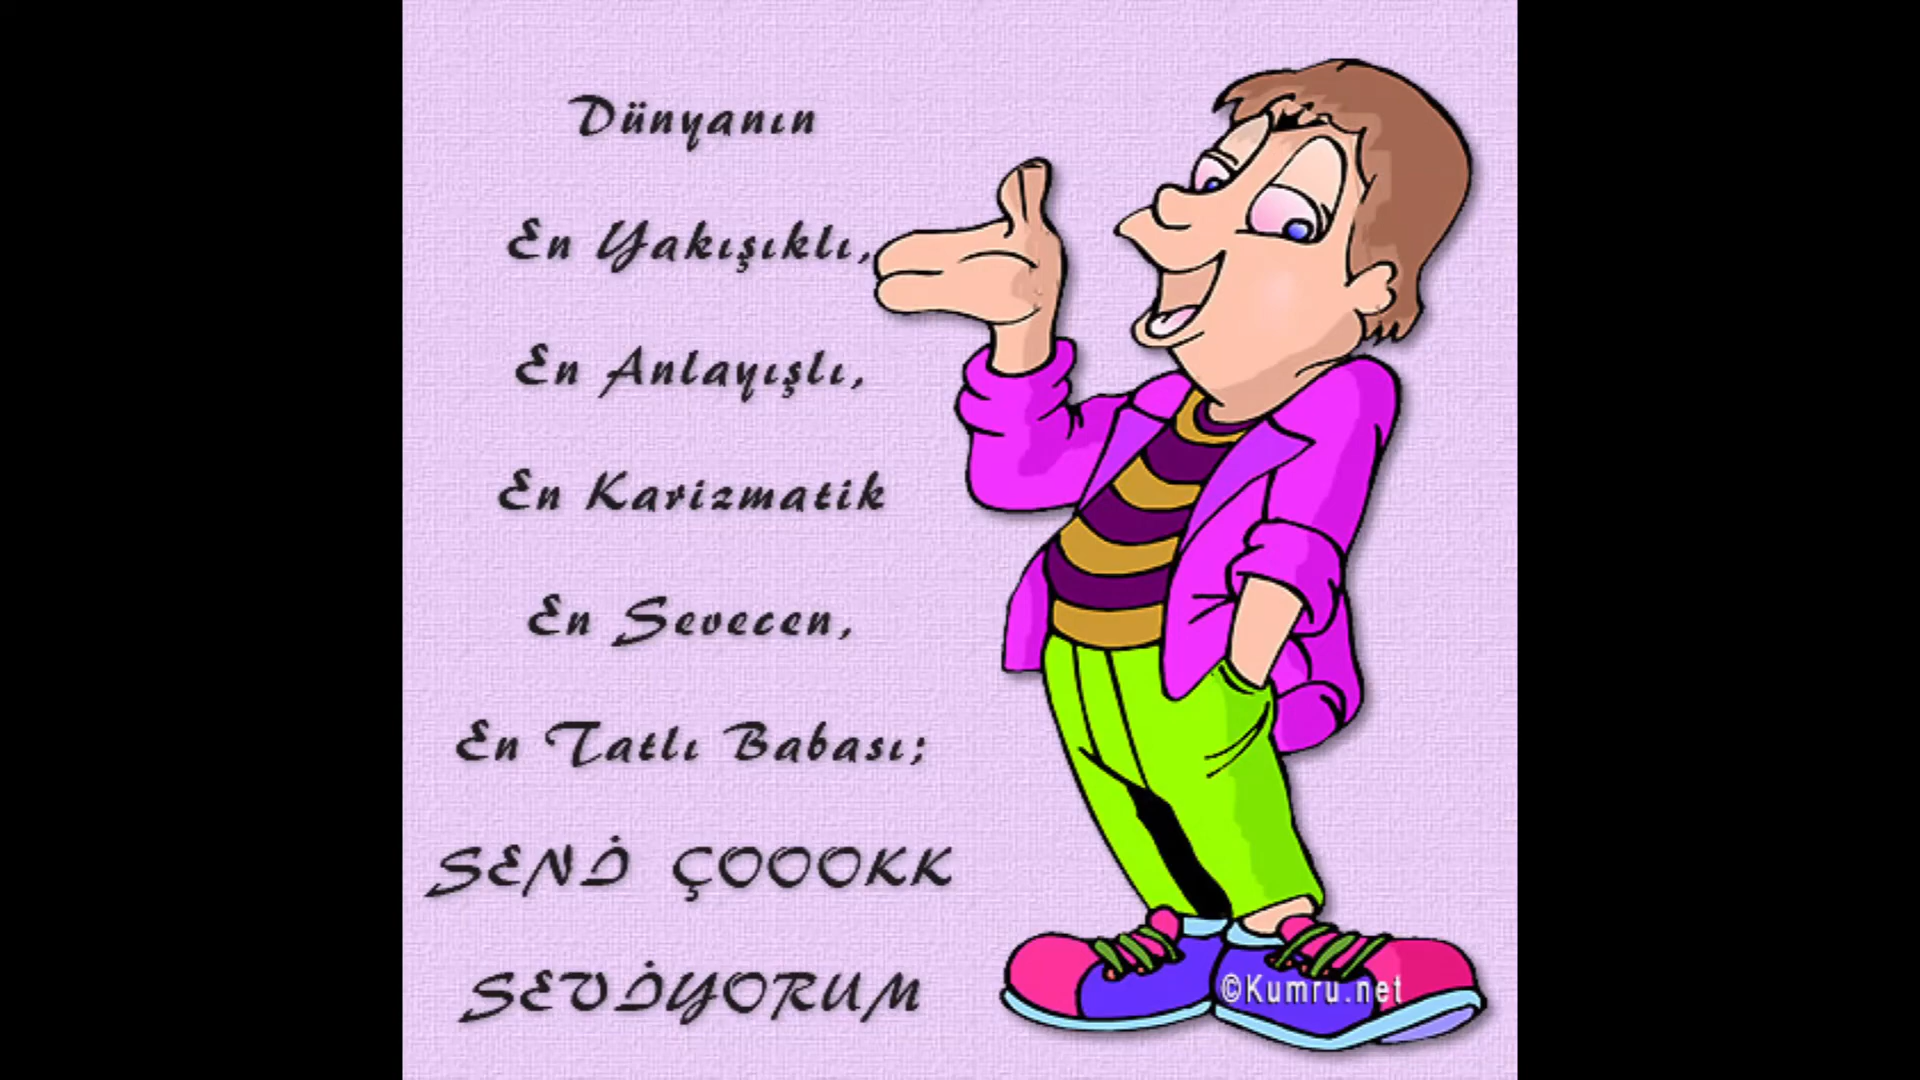 Dünyanın
En Yakışıklı,
En Anlayışlı,
En Karizmatik
En Sevecen,
En Tatlı Babası;
SENİ ÇOOOKK
SEVİYORUM
©Kumru.net